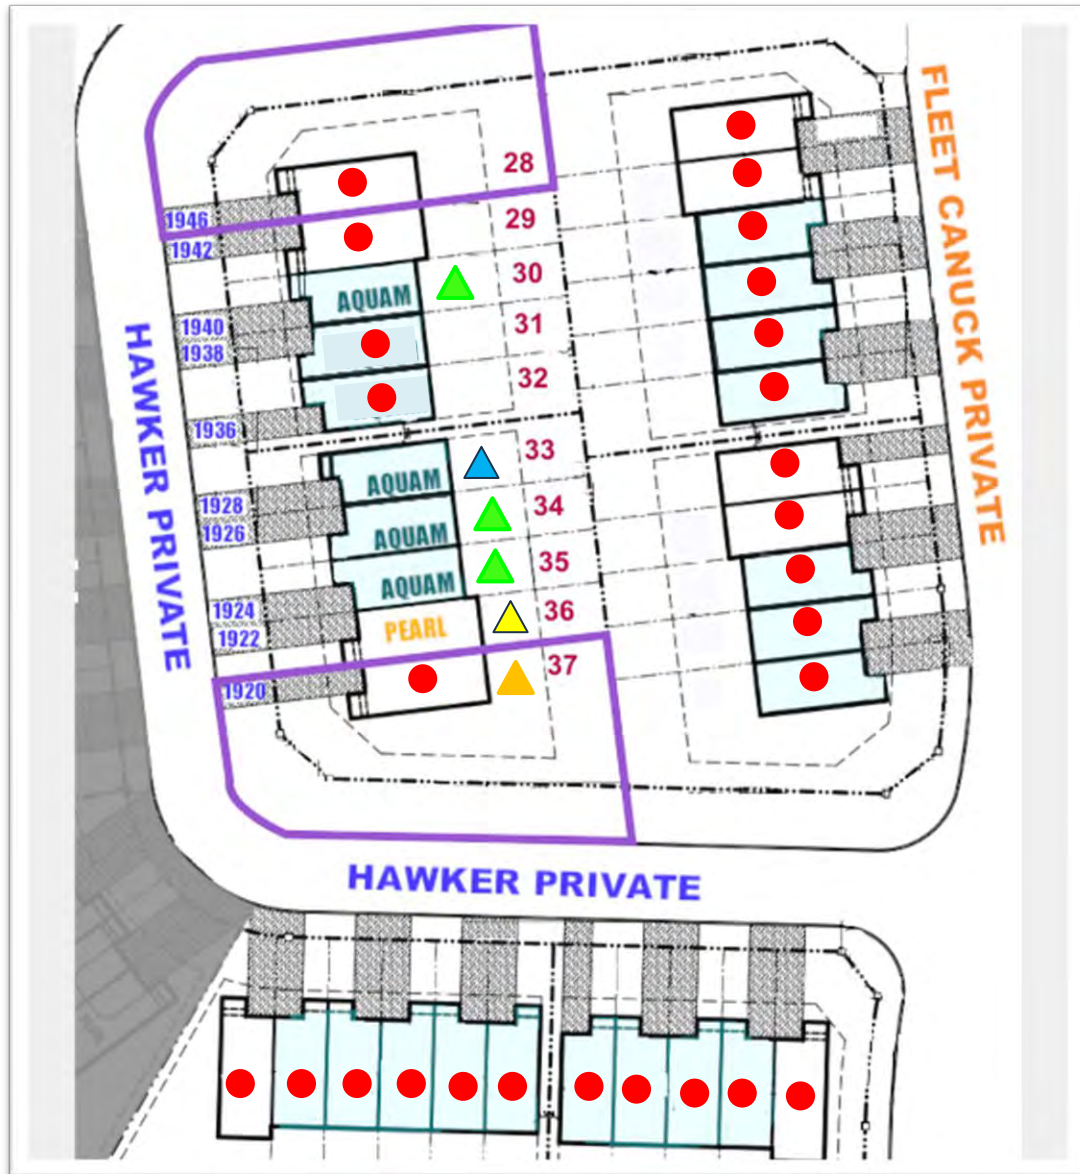 28
1946
29
1942
30
AQUAM
31
1940
1938
32
1936
33
AQUAM
1928
34
1926
AQUAM
35
AQUAM
1924
36
1922
PEARL
37
1920
HAWKER PRIVATE
FLEET CANUCK PRIVATE
HAWKER PRIVATE